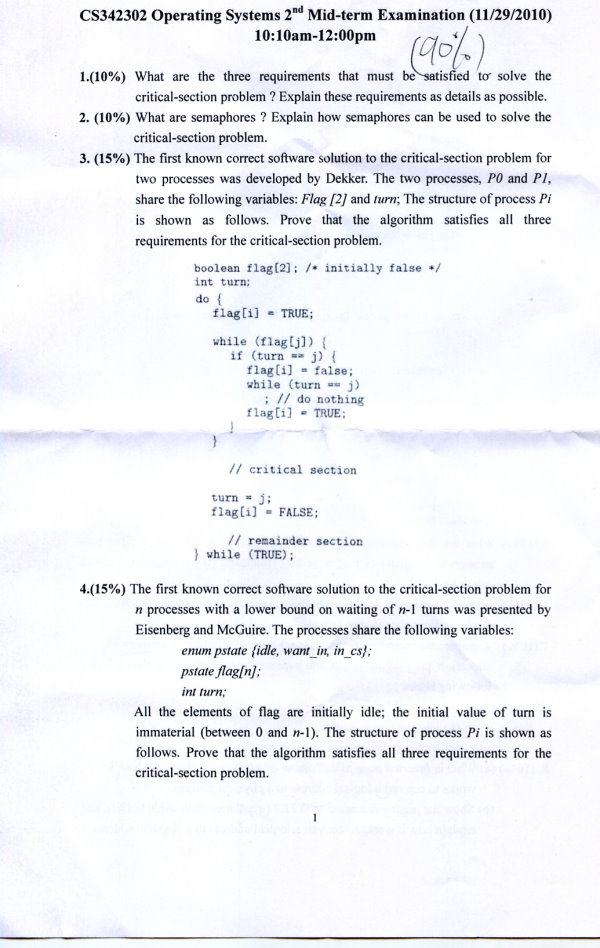 CS342302 Operating Systems 2nd Mid-term Examination (11/29/2010)
10:10am-12:00pm
(90%)
1.(10%) What are the three requirements that must be satisfied to solve the
critical-section problem ? Explain these requirements as details as possible.
2. (10%) What are semaphores ? Explain how semaphores can be used to solve the
critical-section problem.
3. (15%) The first known correct software solution to the critical-section problem for
two processes was developed by Dekker. The two processes, P0 and P1,
share the following variables: Flag [2] and turn; The structure of process Pi
is shown as follows. Prove that the algorithm satisfies all three
requirements for the critical-section problem.
boolean flag[2]; /* initially false */
int turn;
do {
flag[i] = TRUE;
while (flag[j]) {
if (turn == j) {
flag[i] = false;
while (turn == j)
; // do nothing
flag[i] = TRUE;
}
}
// critical section
turn = j;
flag[i] = FALSE;
// remainder section
} while (TRUE);
4.(15%) The first known correct software solution to the critical-section problem for
n processes with a lower bound on waiting of n-1 turns was presented by
Eisenberg and McGuire. The processes share the following variables:
enum pstate {idle, want_in, in_cs};
pstate flag[n];
int turn;
All the elements of flag are initially idle; the initial value of turn is
immaterial (between 0 and n-1). The structure of process Pi is shown as
follows. Prove that the algorithm satisfies all three requirements for the
critical-section problem.
1